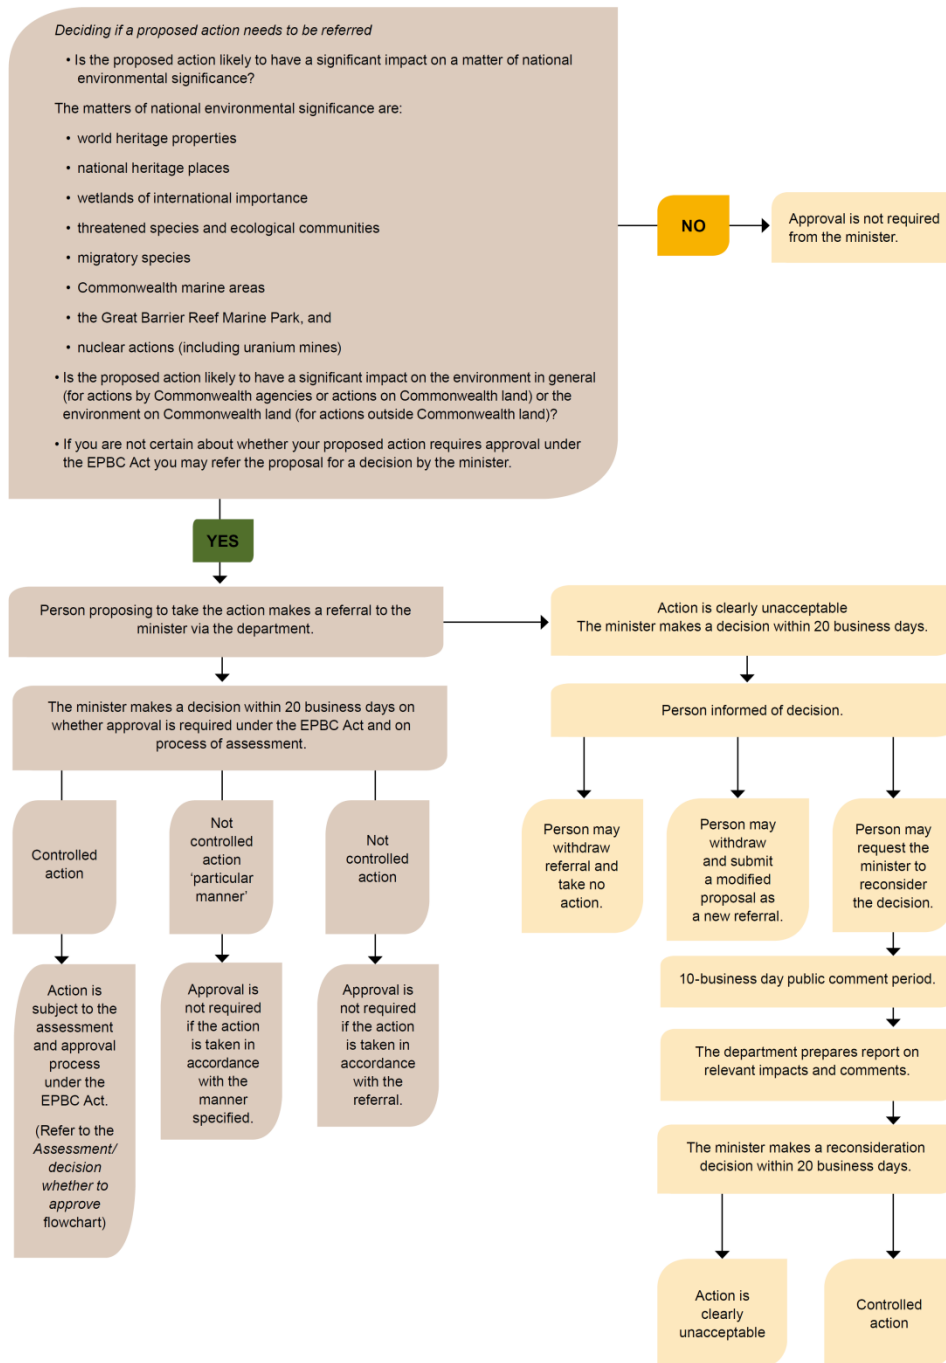 Deciding if a proposed action needs to be referred
• Is the proposed action likely to have a significant impact on a matter of national
environmental significance?
The matters of national environmental significance are:
• world heritage properties
• national heritage places
• wetlands of international importance
• threatened species and ecological communities
• migratory species
• Commonwealth marine areas
• the Great Barrier Reef Marine Park, and
• nuclear actions (including uranium mines)
• Is the proposed action likely to have a significant impact on the environment in general
(for actions by Commonwealth agencies or actions on Commonwealth land) or the
environment on Commonwealth land (for actions outside Commonwealth land)?
• If you are not certain about whether your proposed action requires approval under
the EPBC Act you may refer the proposal for a decision by the minister.
NO
Approval is not required
from the minister.
YES
Person proposing to take the action makes a referral to the
minister via the department.
Action is clearly unacceptable
The minister makes a decision within 20 business days.
The minister makes a decision within 20 business days on
whether approval is required under the EPBC Act and on
process of assessment.
Person informed of decision.
Controlled
action
Not
controlled
action
‘particular
manner’
Not
controlled
action
Person may
withdraw
referral and
take no
action.
Person may
withdraw
and submit
a modified
proposal as
a new referral.
Person may
request the
minister to
reconsider
the decision.
Action is
subject to the
assessment
and approval
process
under the
EPBC Act.
(Refer to the
Assessment/
decision
whether to
approve
flowchart)
Approval is
not required
if the action
is taken in
accordance
with the
manner
specified.
Approval is
not required
if the action
is taken in
accordance
with the
referral.
10-business day public comment period.
The department prepares report on
relevant impacts and comments.
The minister makes a reconsideration
decision within 20 business days.
Action is
clearly
unacceptable
Controlled
action